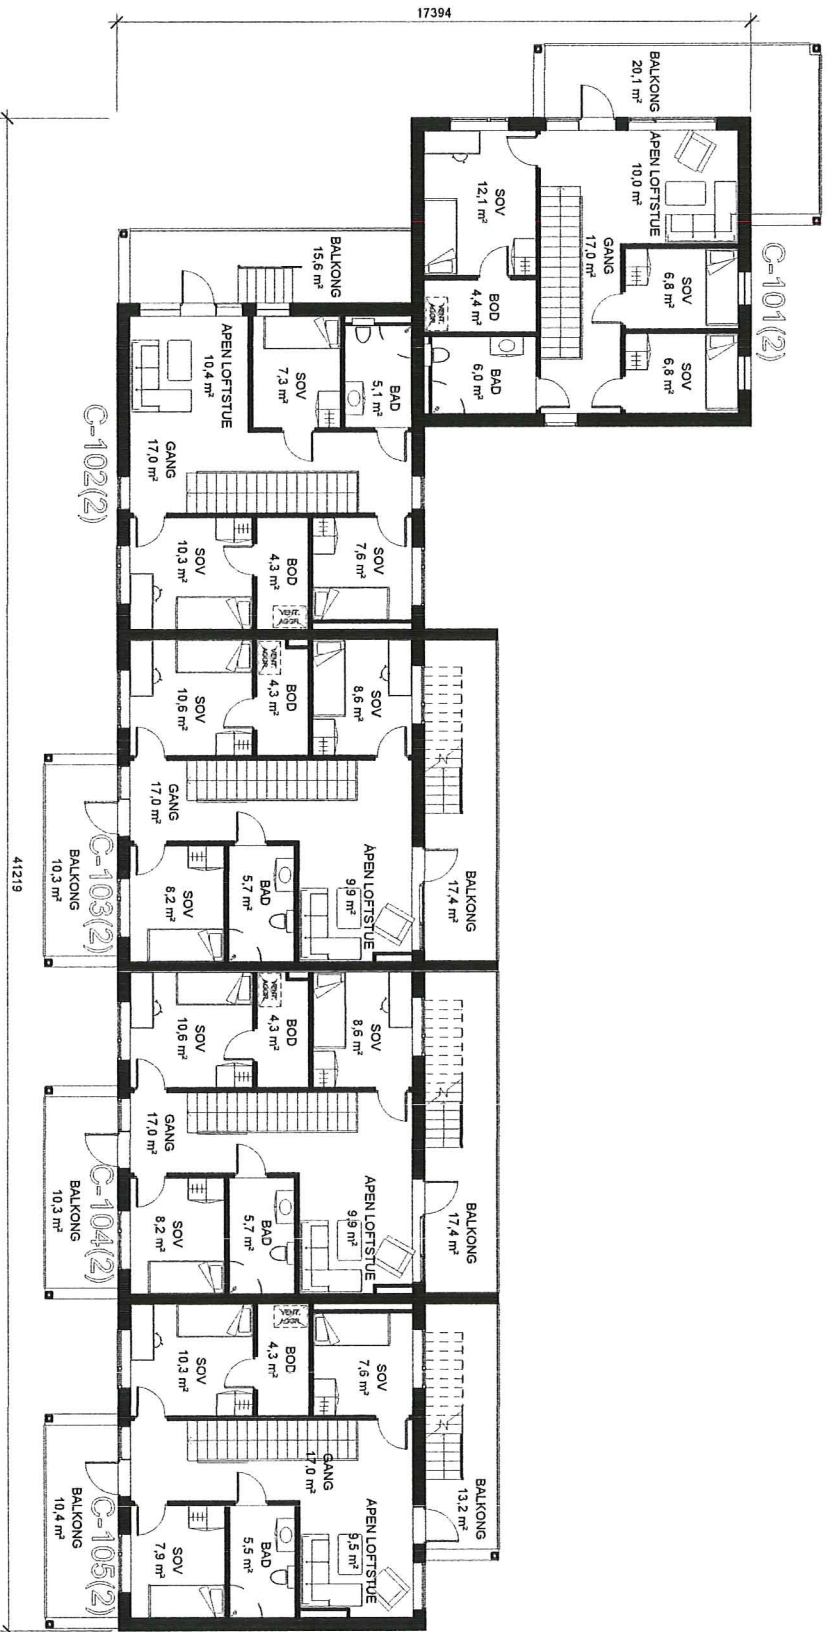 17394
41219
C-101(2)
BALKONG
20,1 m²
ÅPEN LOFTSTUE
10,0 m²
SOV
12,1 m²
GANG
17,0 m²
SOV
6,8 m²
SOV
6,8 m²
BOD
4,4 m²
VENT.
AGGR.
BAD
6,0 m²
C-102(2)
BALKONG
15,6 m²
ÅPEN LOFTSTUE
10,4 m²
SOV
7,3 m²
BAD
5,1 m²
GANG
17,0 m²
SOV
10,3 m²
BOD
4,3 m²
VENT.
AGGR.
SOV
7,6 m²
C-103(2)
SOV
10,6 m²
BOD
4,3 m²
VENT.
AGGR.
SOV
8,6 m²
GANG
17,0 m²
SOV
8,2 m²
BAD
5,7 m²
ÅPEN LOFTSTUE
9,9 m²
BALKONG
17,4 m²
BALKONG
10,3 m²
C-104(2)
SOV
10,6 m²
BOD
4,3 m²
VENT.
AGGR.
SOV
8,6 m²
GANG
17,0 m²
SOV
8,2 m²
BAD
5,7 m²
ÅPEN LOFTSTUE
9,9 m²
BALKONG
17,4 m²
BALKONG
10,3 m²
C-105(2)
SOV
10,3 m²
BOD
4,3 m²
VENT.
AGGR.
SOV
7,6 m²
GANG
17,0 m²
SOV
7,9 m²
BAD
5,5 m²
ÅPEN LOFTSTUE
9,5 m²
BALKONG
13,2 m²
BALKONG
10,4 m²